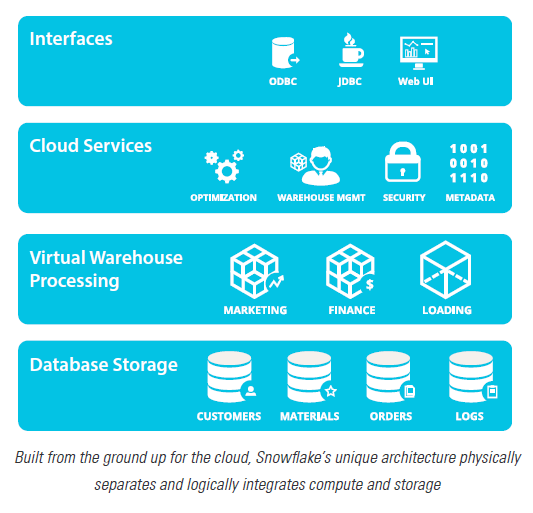 Interfaces
ODBC
JDBC
Web UI
Cloud Services
1001
0010
1110
OPTIMIZATION
WAREHOUSE MGMT
SECURITY
METADATA
Virtual Warehouse
Processing
$
MARKETING
FINANCE
LOADING
Database Storage
CUSTOMERS
MATERIALS
ORDERS
LOGS
Built from the ground up for the cloud, Snowflake's unique architecture physically
separates and logically integrates compute and storage